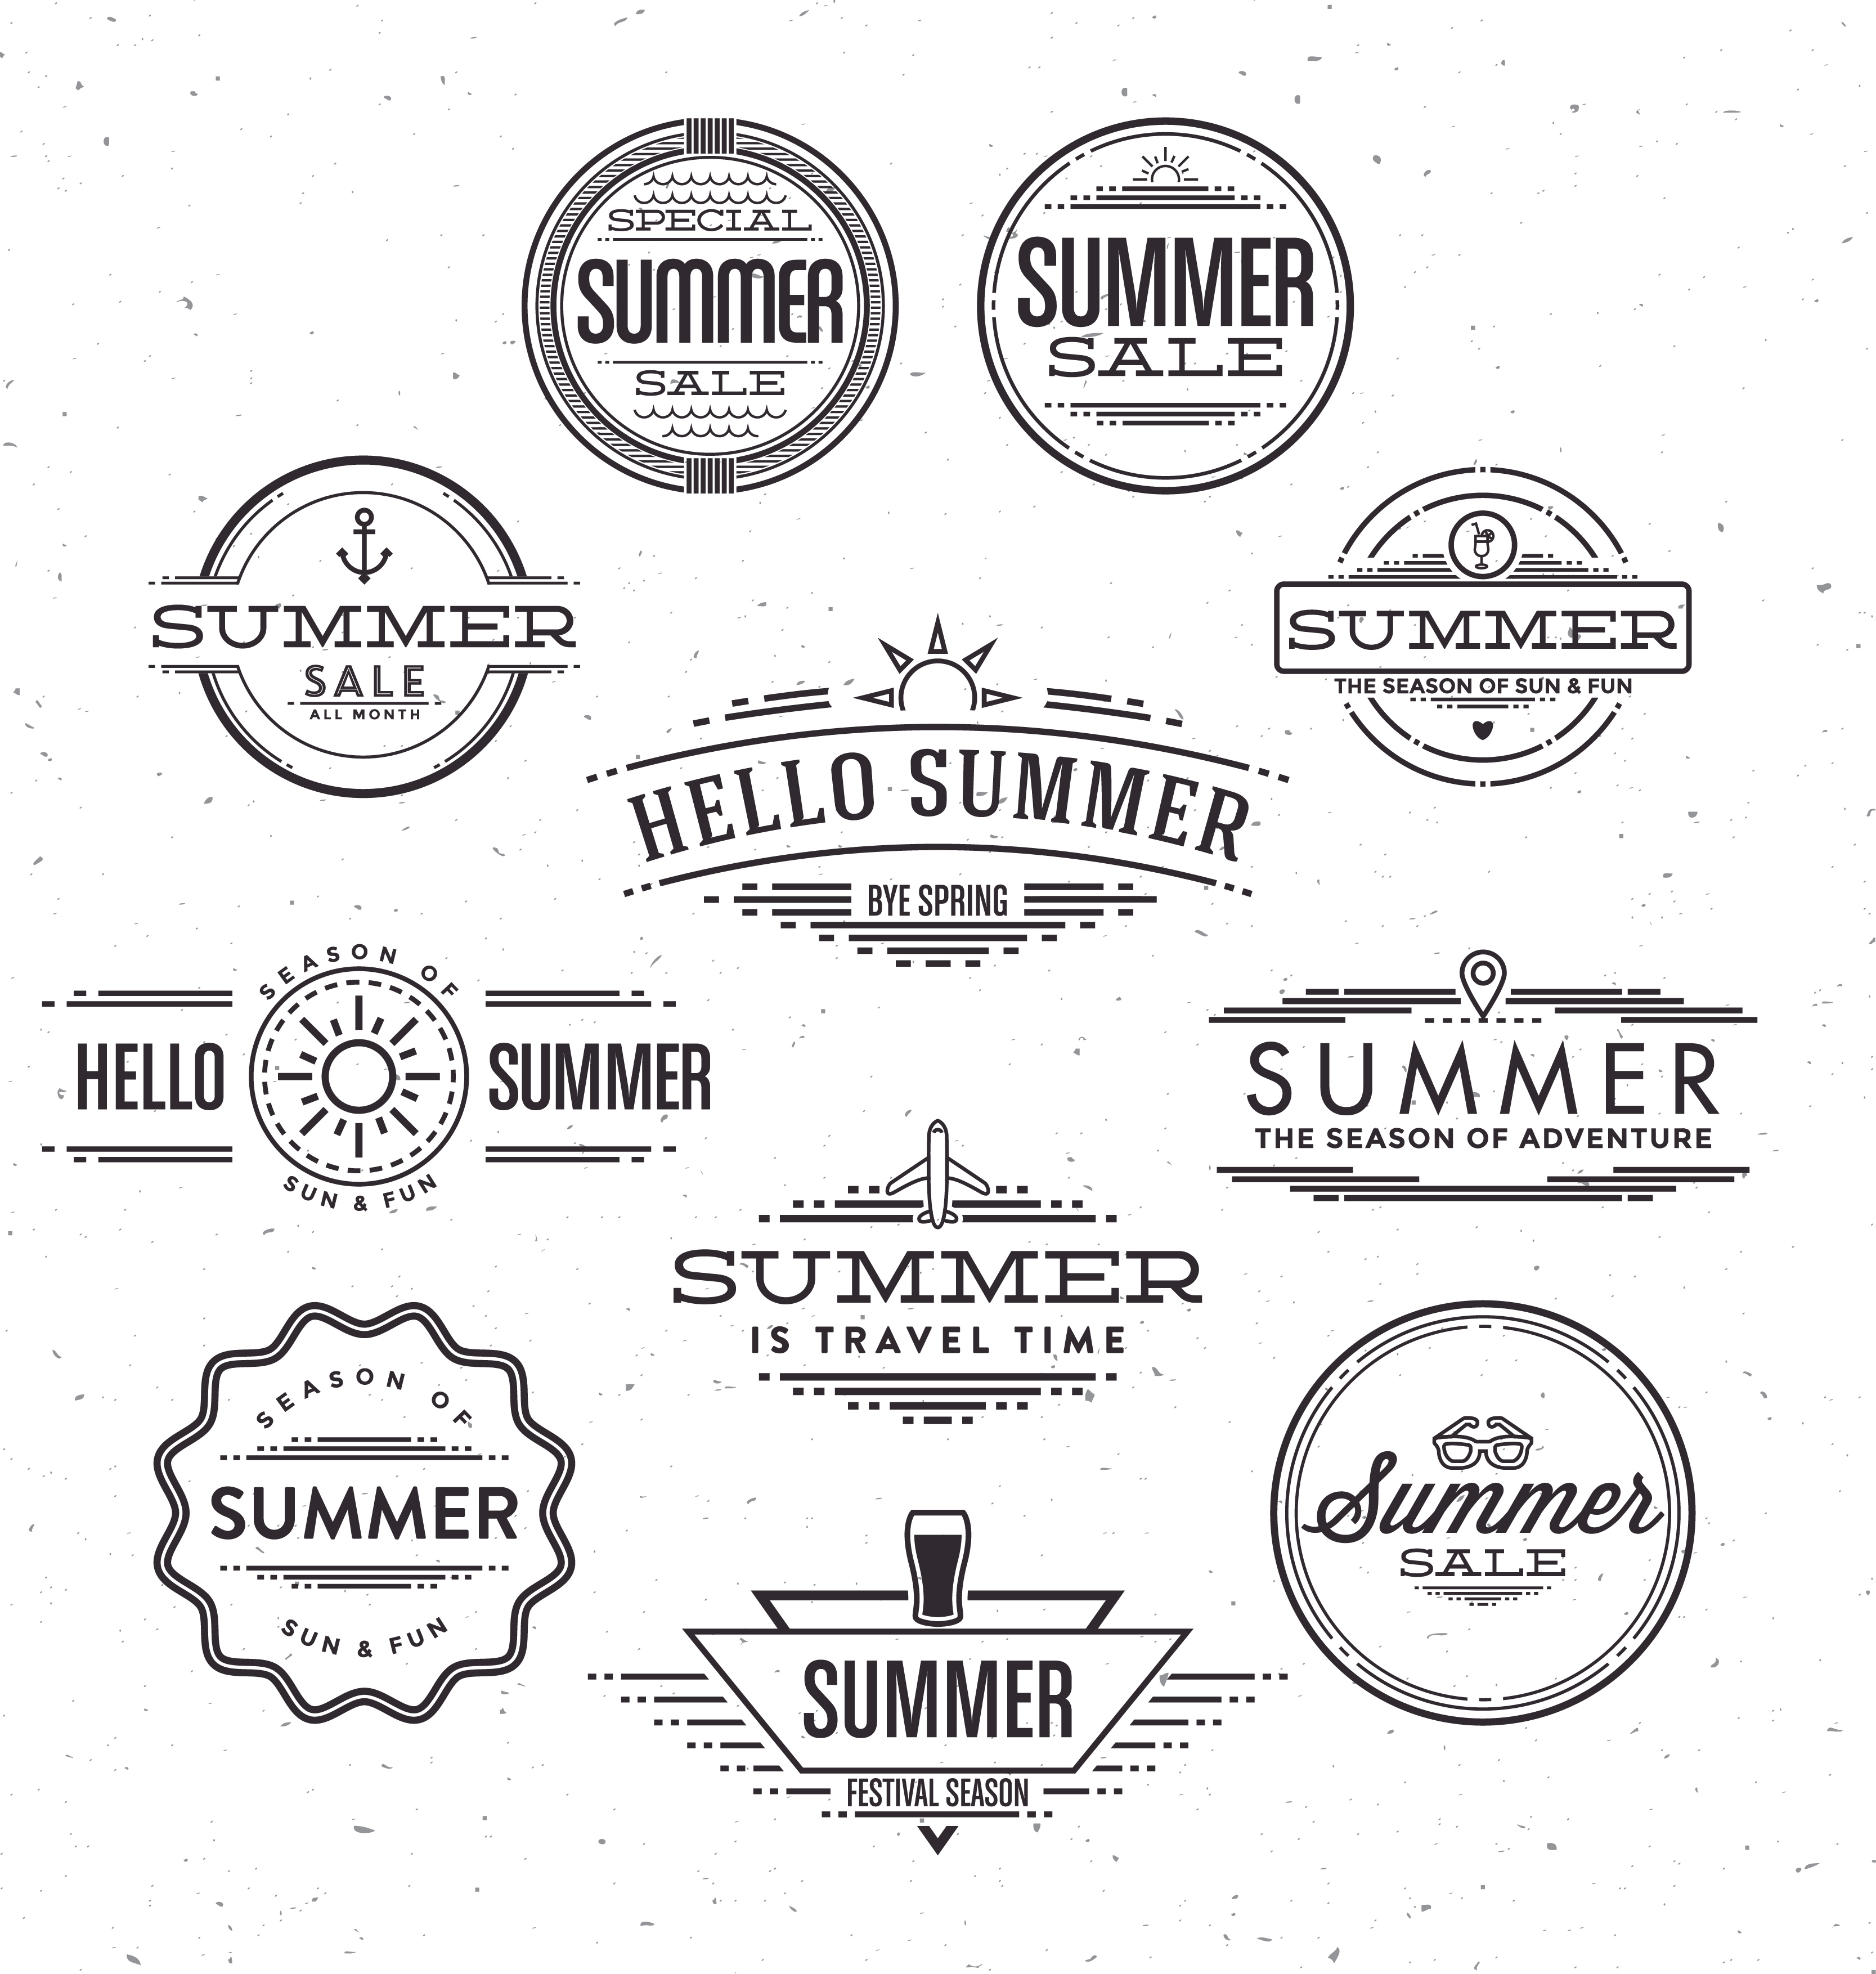 SPECIAL
SUMMER
SALE
SUMMER
SALE
SUMMER
SALE
ALL MONTH
SUMMER
THE SEASON OF SUN & FUN
HELLO SUMMER
BYE SPRING
SEASON OF
HELLO SUMMER
SUN & FUN
SUMMER
THE SEASON OF ADVENTURE
SUMMER
IS TRAVEL TIME
SEASON OF
SUMMER
SUN & FUN
Summer
SALE
SUMMER
FESTIVAL SEASON